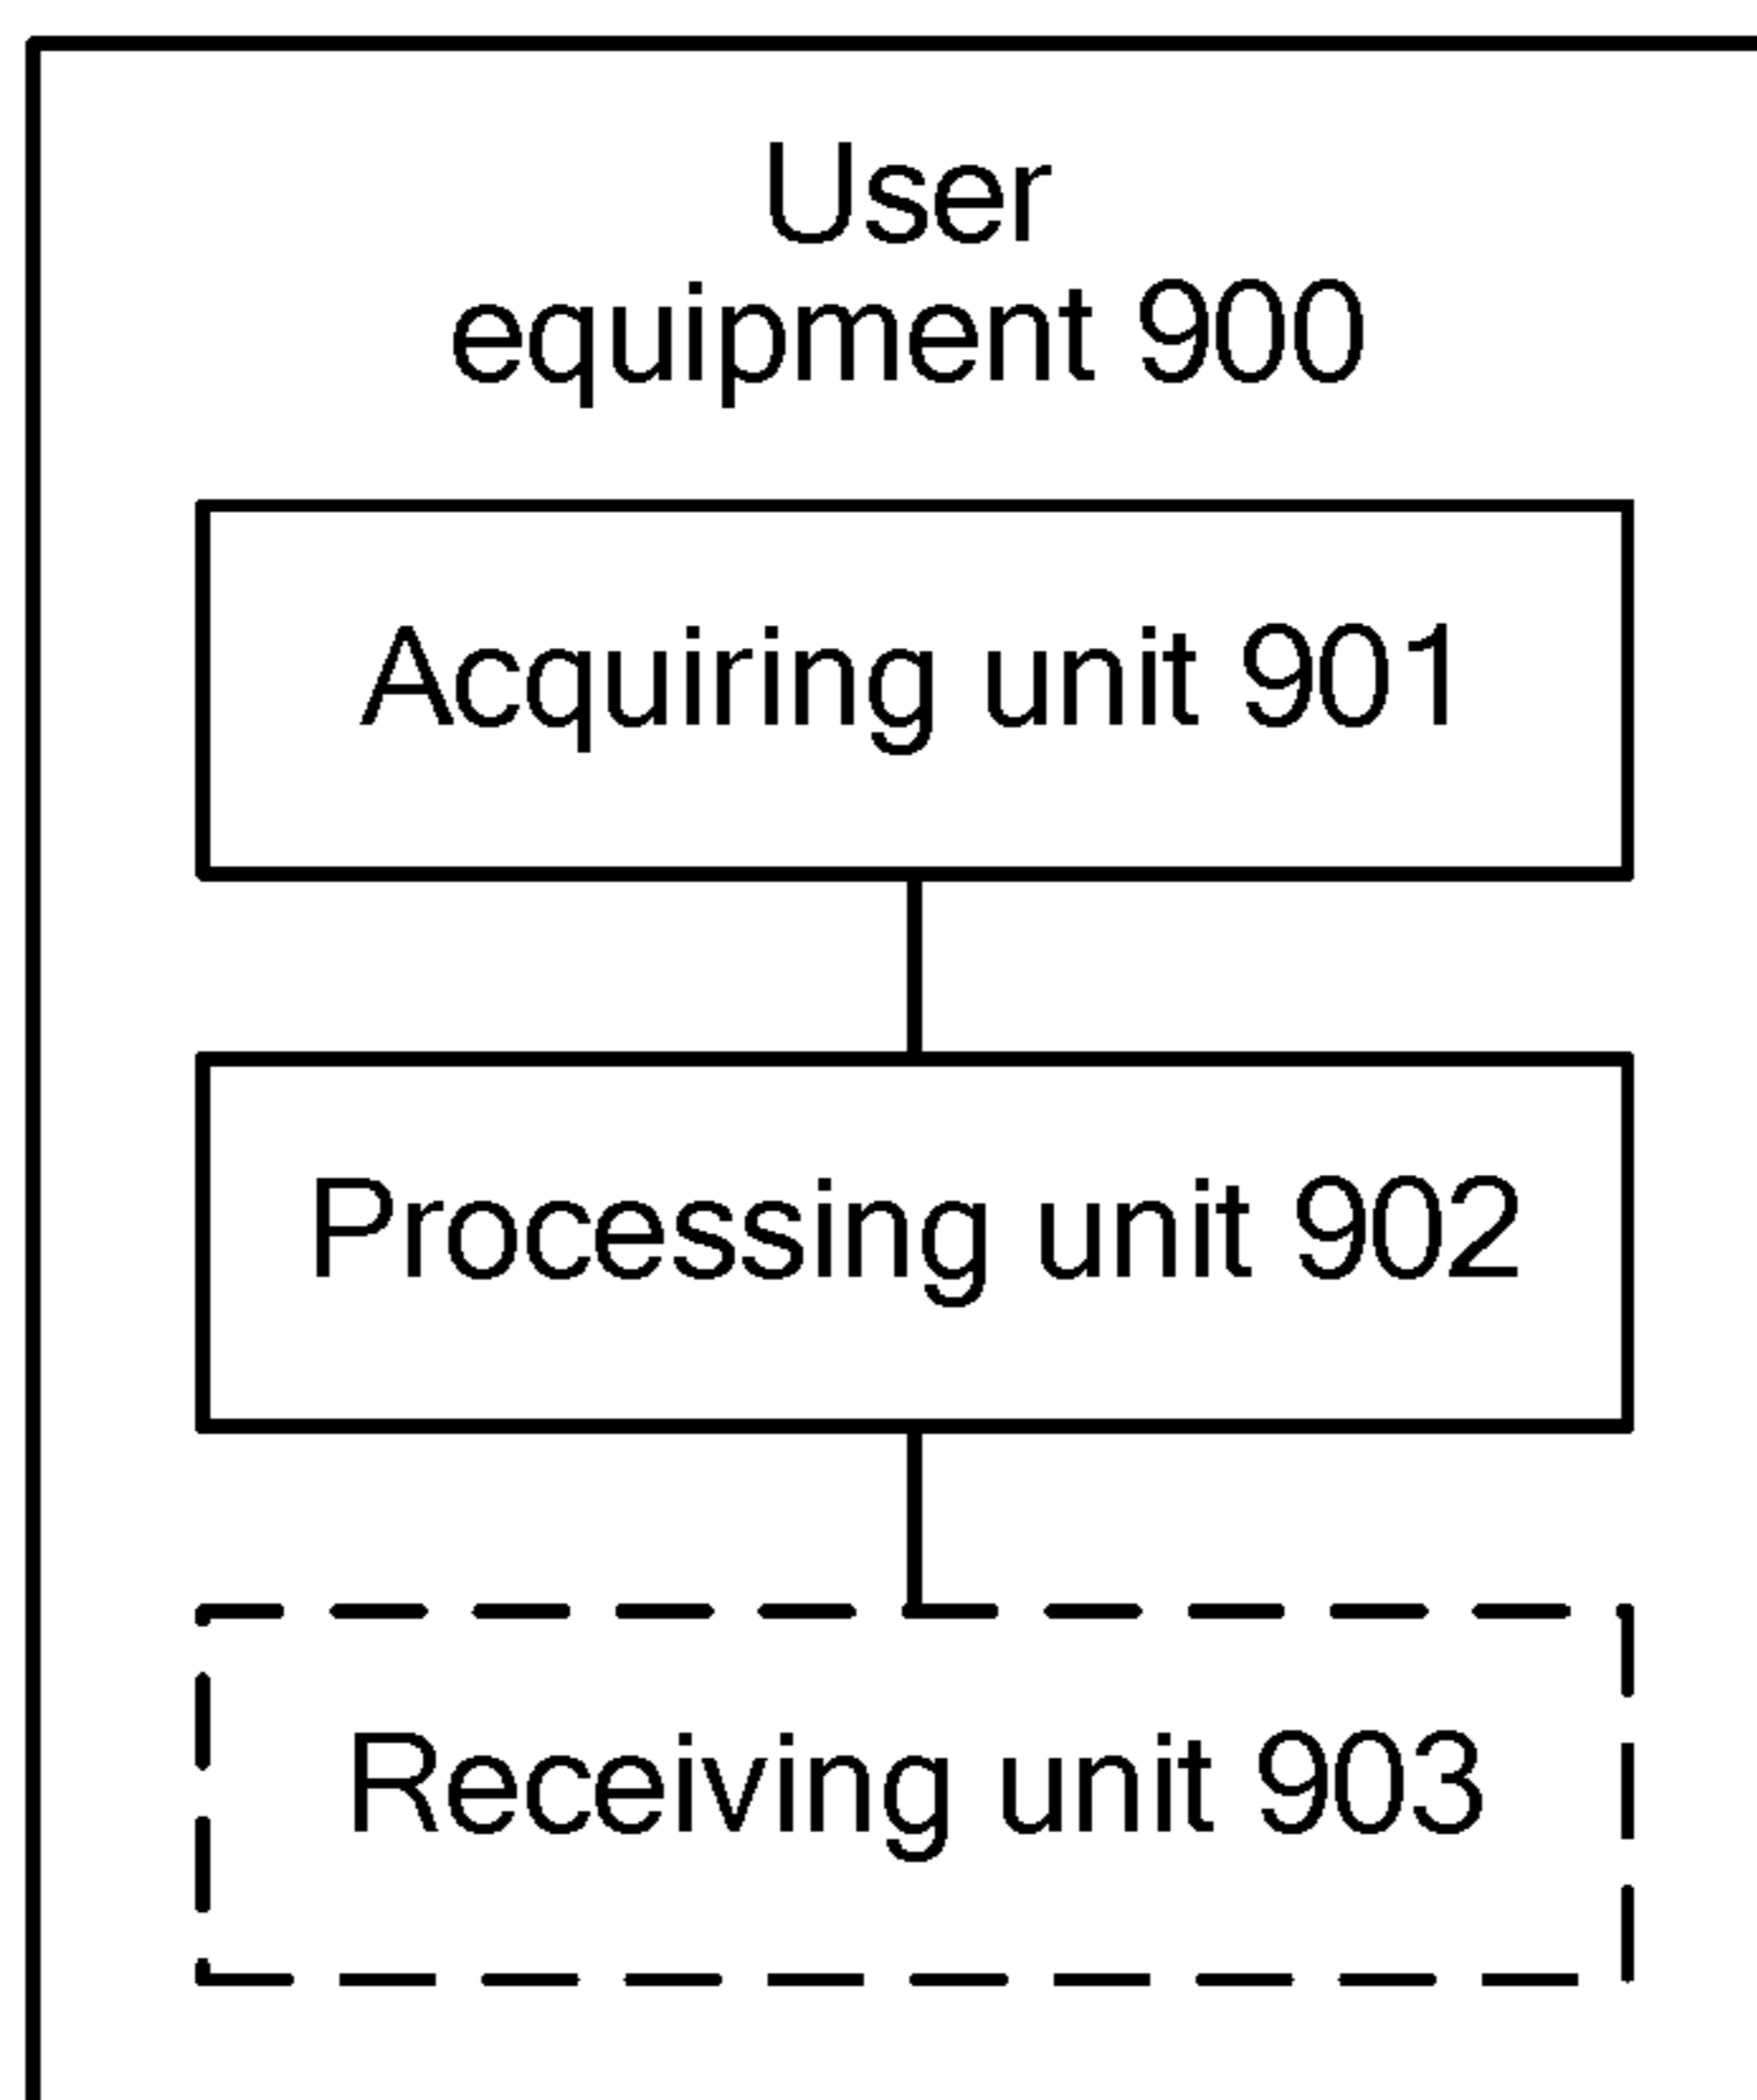 User
equipment 900
Acquiring unit 901
Processing unit 902
Receiving unit 903